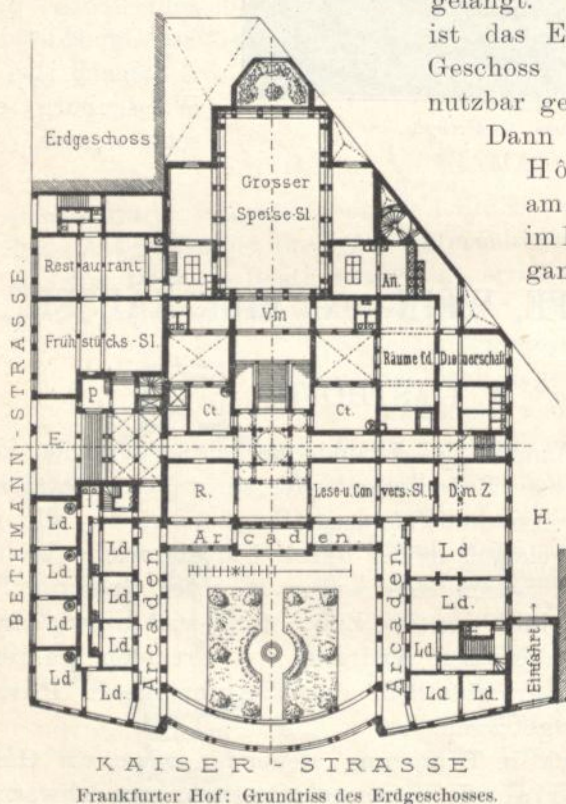 gelangt.
ist das E
Geschoss
nutzbar ge
Dann
Hô
am
im
gan
Erdgeschoss
Grosser
Speise-Sl.
Restaurant
An.
Vm
Frühstücks-Sl.
Räume f.d. Dienerschaft
P
Ct.
Ct.
E.
R.
Lese-u. Convers.-Sl.
D.m.Z
H.
Arcaden.
Ld.
Ld.
Ld
Ld.
Ld.
Ld.
Ld.
Ld.
Ld.
Ld.
Ld
Ld.
Ld.
Ld.
Arcaden
Arcaden
Einfahrt
BETHMANN-STRASSE
KAISER-STRASSE
Frankfurter Hof: Grundriss des Erdgeschosses.